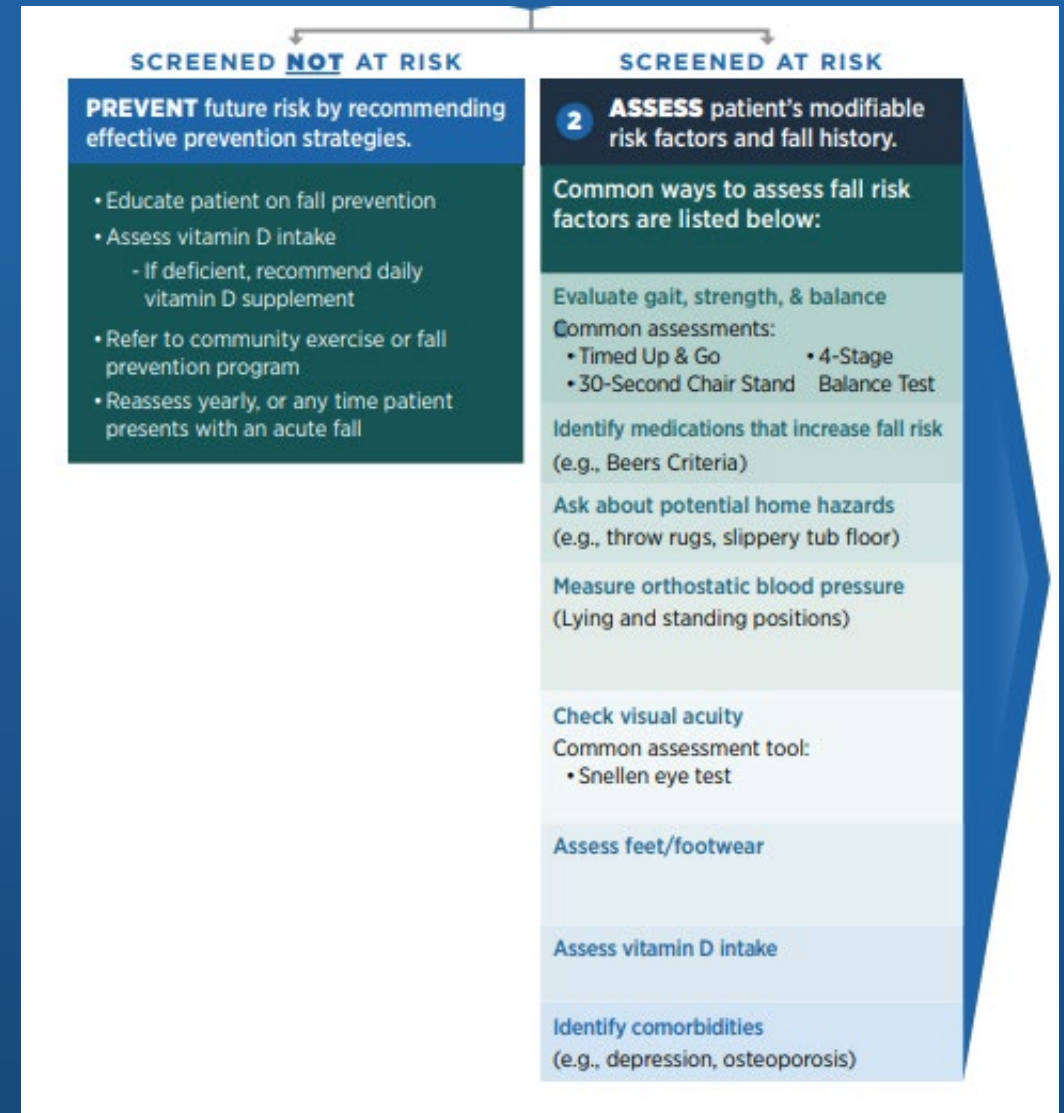 SCREENED NOT AT RISK
PREVENT future risk by recommending
effective prevention strategies.
• Educate patient on fall prevention
• Assess vitamin D intake
- If deficient, recommend daily
vitamin D supplement
• Refer to community exercise or fall
prevention program
• Reassess yearly, or any time patient
presents with an acute fall
SCREENED AT RISK
2 ASSESS patient's modifiable
risk factors and fall history.
Common ways to assess fall risk
factors are listed below:
Evaluate gait, strength, & balance
Common assessments:
• Timed Up & Go • 4-Stage
• 30-Second Chair Stand Balance Test
Identify medications that increase fall risk
(e.g., Beers Criteria)
Ask about potential home hazards
(e.g., throw rugs, slippery tub floor)
Measure orthostatic blood pressure
(Lying and standing positions)
Check visual acuity
Common assessment tool:
• Snellen eye test
Assess feet/footwear
Assess vitamin D intake
Identify comorbidities
(e.g., depression, osteoporosis)